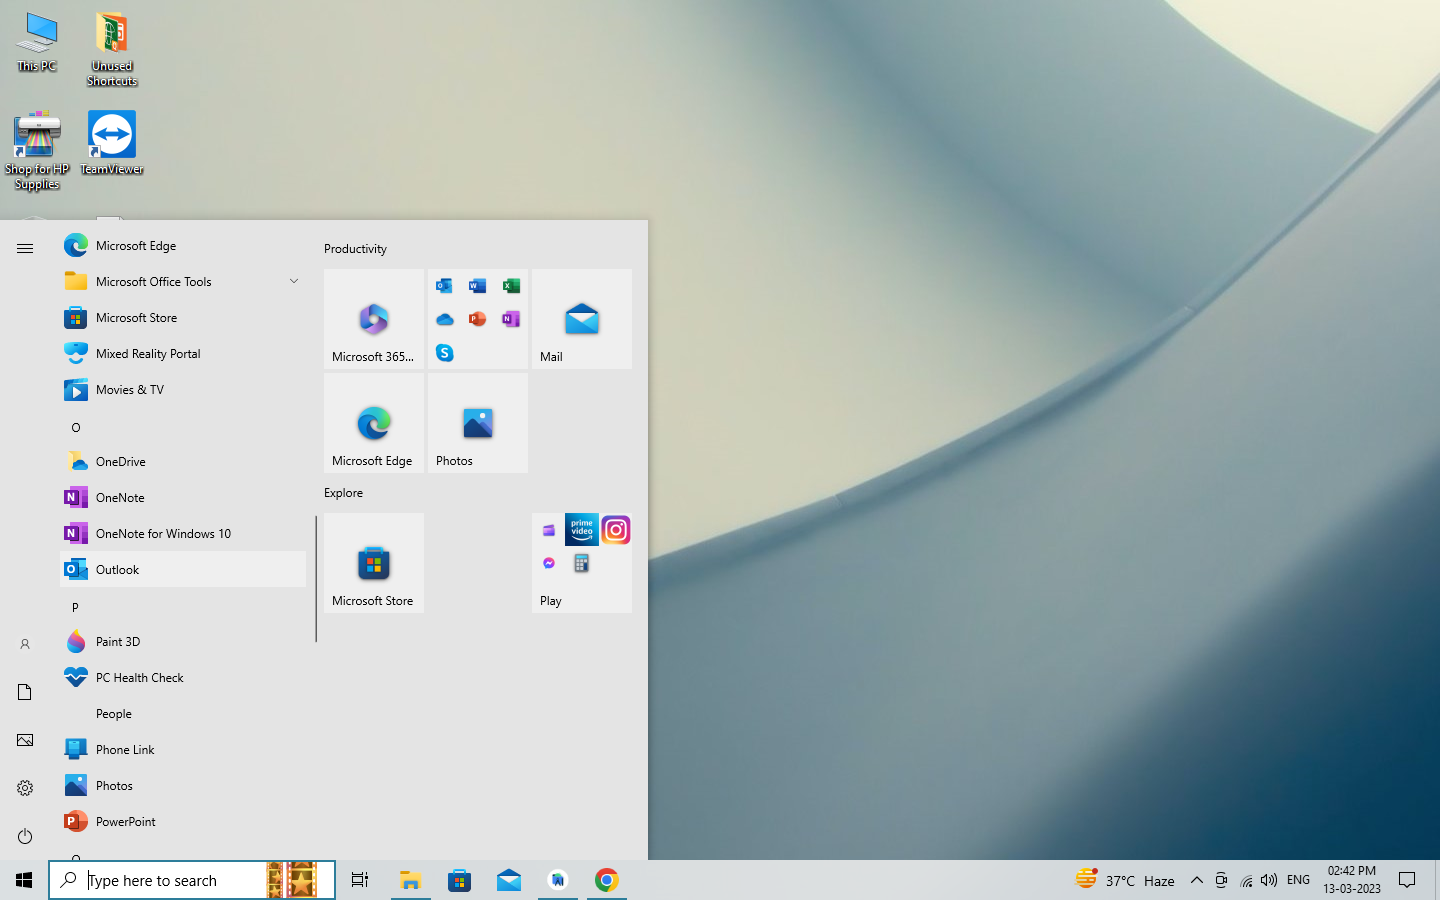 This PC
Unused
Shortcuts
Shop for HP
Supplies
TeamViewer
Microsoft Edge
Microsoft Office Tools
Microsoft Store
Mixed Reality Portal
Movies & TV
O
OneDrive
OneNote
OneNote for Windows 10
Outlook
P
Paint 3D
PC Health Check
People
Phone Link
Photos
PowerPoint
Productivity
Microsoft 365...
Mail
Microsoft Edge
Photos
Explore
Microsoft Store
prime
video
Play
Type here to search
37°C Haze
ENG
02:42 PM
13-03-2023